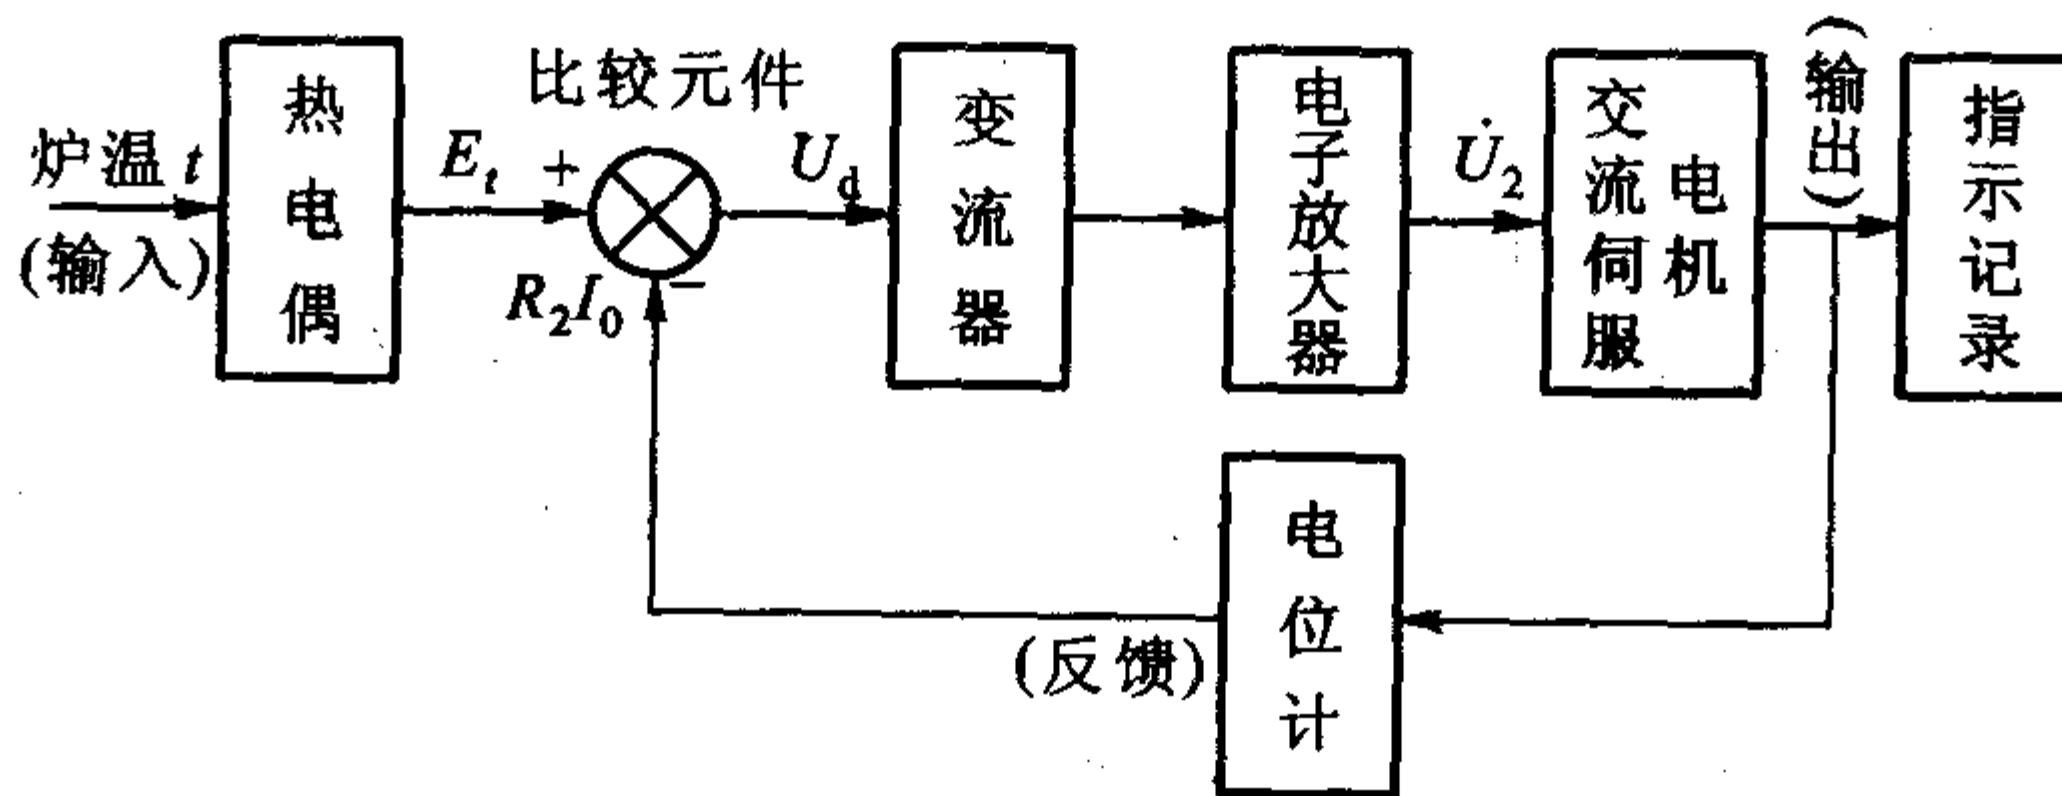 炉温 t
(输入)
热电偶
E_t
比较元件
+
−
R_2I_0
U_d
变流器
电子放大器
U̇_2
交流伺服
电机
(输出)
指示记录
电位计
(反馈)